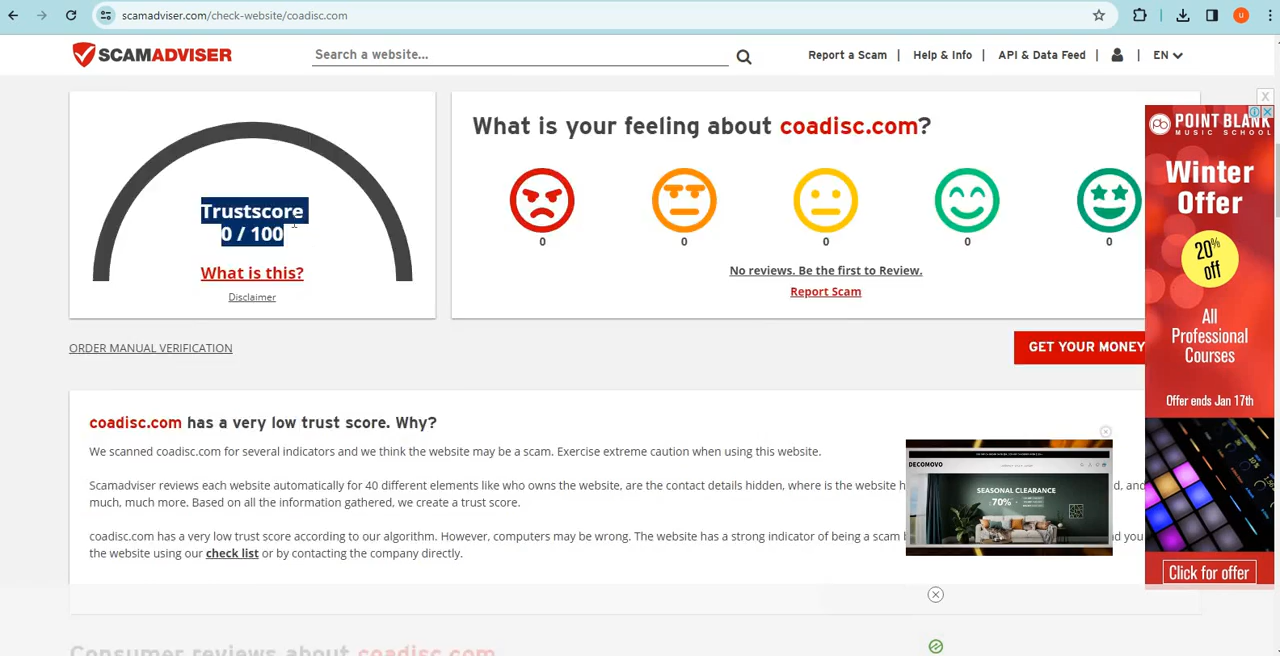 scamadviser.com/check-website/coadisc.com
u
SCAMADVISER
Search a website...
Report a Scam | Help & Info | API & Data Feed | | EN
Trustscore
0 / 100
What is this?
Disclaimer
What is your feeling about coadisc.com?
0 0 0 0 0
No reviews. Be the first to Review.
Report Scam
X
POINT BLANK
MUSIC SCHOOL
Winter
Offer
20%
off
All
Professional
Courses
Offer ends Jan 17th
Click for offer
ORDER MANUAL VERIFICATION
GET YOUR MONEY
coadisc.com has a very low trust score. Why?
We scanned coadisc.com for several indicators and we think the website may be a scam. Exercise extreme caution when using this website.
Scamadviser reviews each website automatically for 40 different elements like who owns the website, are the contact details hidden, where is the website h
d, and
much, much more. Based on all the information gathered, we create a trust score.
coadisc.com has a very low trust score according to our algorithm. However, computers may be wrong. The website has a strong indicator of being a scam b
d you
the website using our check list or by contacting the company directly.
DECOMOVO
SEASONAL CLEARANCE
70%
Consumer reviews about coadisc.com